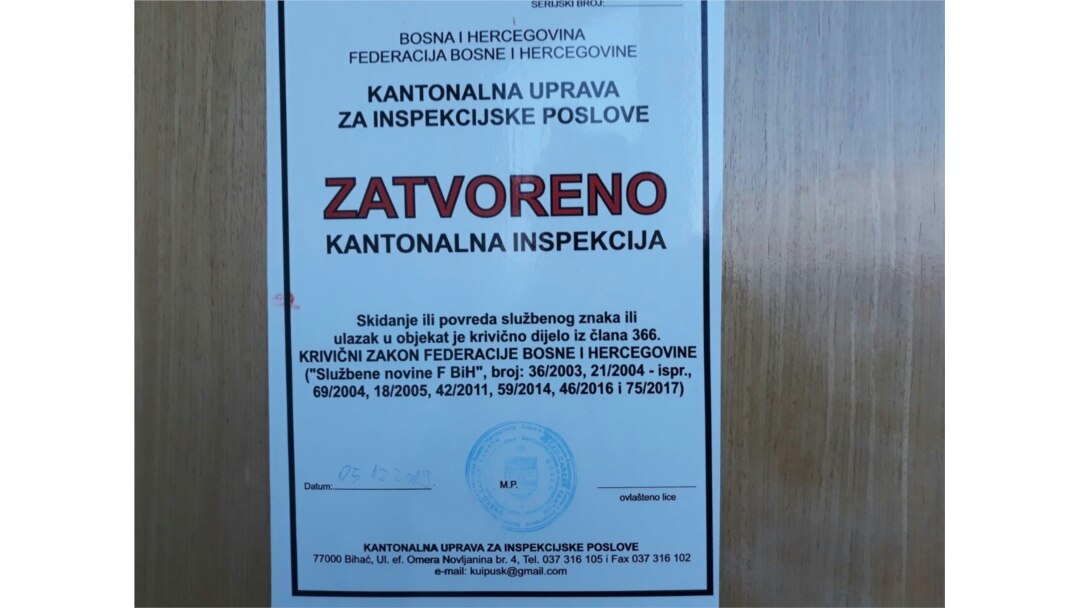 SERIJSKI BROJ:
BOSNA I HERCEGOVINA
FEDERACIJA BOSNE I HERCEGOVINE
KANTONALNA UPRAVA
ZA INSPEKCIJSKE POSLOVE
ZATVORENO
KANTONALNA INSPEKCIJA
Skidanje ili povreda službenog znaka ili
ulazak u objekat je krivično dijelo iz člana 366.
KRIVIČNI ZAKON FEDERACIJE BOSNE I HERCEGOVINE
("Službene novine F BiH", broj: 36/2003, 21/2004 - ispr.,
69/2004, 18/2005, 42/2011, 59/2014, 46/2016 i 75/2017)
Datum:
M.P.
ovlašteno lice
KANTONALNA UPRAVA ZA INSPEKCIJSKE POSLOVE
77000 Bihać, Ul. ef. Omera Novljanina br. 4, Tel. 037 316 105 i Fax 037 316 102
e-mail: kuipusk@gmail.com